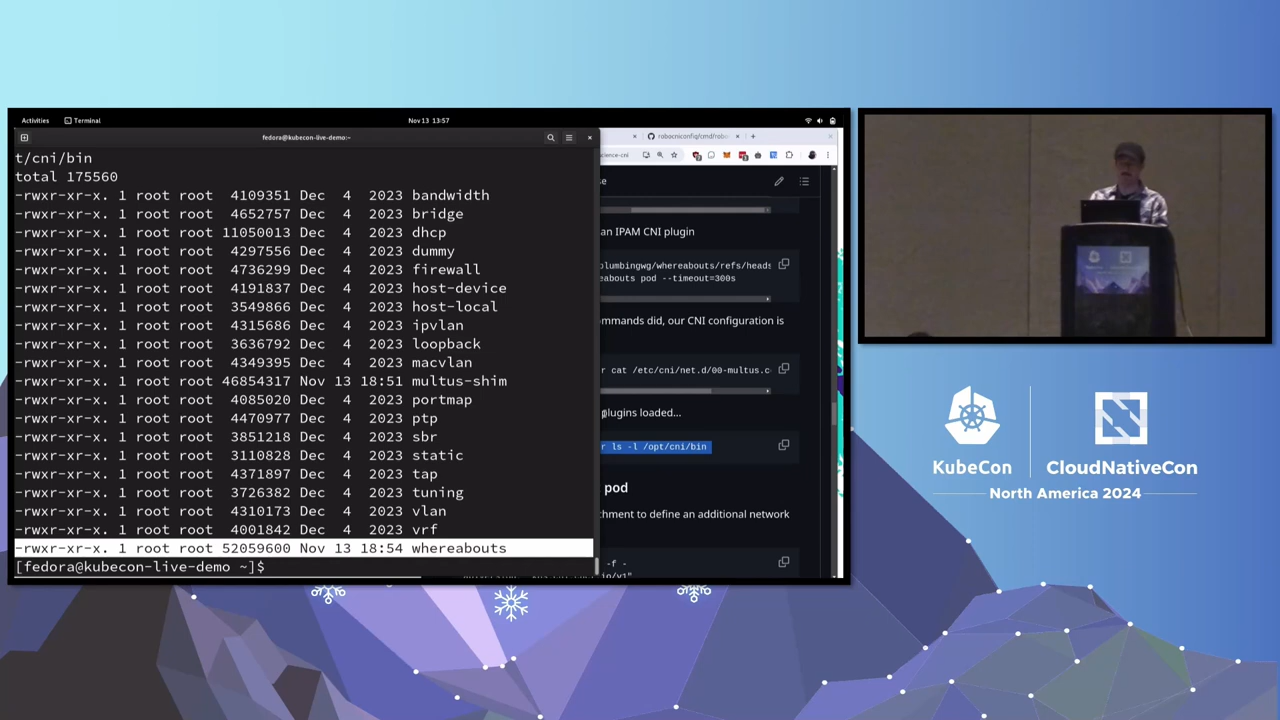 Activities
Terminal
Nov 13 13:57
fedora@kubecon-live-demo:~
t/cni/bin
total 175560
-rwxr-xr-x. 1 root root 4109351 Dec 4 2023 bandwidth
-rwxr-xr-x. 1 root root 4652757 Dec 4 2023 bridge
-rwxr-xr-x. 1 root root 11050013 Dec 4 2023 dhcp
-rwxr-xr-x. 1 root root 4297556 Dec 4 2023 dummy
-rwxr-xr-x. 1 root root 4736299 Dec 4 2023 firewall
-rwxr-xr-x. 1 root root 4191837 Dec 4 2023 host-device
-rwxr-xr-x. 1 root root 3549866 Dec 4 2023 host-local
-rwxr-xr-x. 1 root root 4315686 Dec 4 2023 ipvlan
-rwxr-xr-x. 1 root root 3636792 Dec 4 2023 loopback
-rwxr-xr-x. 1 root root 4349395 Dec 4 2023 macvlan
-rwxr-xr-x. 1 root root 46854317 Nov 13 18:51 multus-shim
-rwxr-xr-x. 1 root root 4085020 Dec 4 2023 portmap
-rwxr-xr-x. 1 root root 4470977 Dec 4 2023 ptp
-rwxr-xr-x. 1 root root 3851218 Dec 4 2023 sbr
-rwxr-xr-x. 1 root root 3110828 Dec 4 2023 static
-rwxr-xr-x. 1 root root 4371897 Dec 4 2023 tap
-rwxr-xr-x. 1 root root 3726382 Dec 4 2023 tuning
-rwxr-xr-x. 1 root root 4310173 Dec 4 2023 vlan
-rwxr-xr-x. 1 root root 4001842 Dec 4 2023 vrf
-rwxr-xr-x. 1 root root 52059600 Nov 13 18:54 whereabouts
[fedora@kubecon-live-demo ~]$
robocniconfig/cmd/robo
cience-cni
se
an IPAM CNI plugin
plumbingwg/whereabouts/refs/heads
eabouts pod --timeout=300s
ommands did, our CNI configuration is
r cat /etc/cni/net.d/00-multus.c
plugins loaded...
r ls -l /opt/cni/bin
pod
chment to define an additional network
-f -
KubeCon
CloudNativeCon
North America 2024